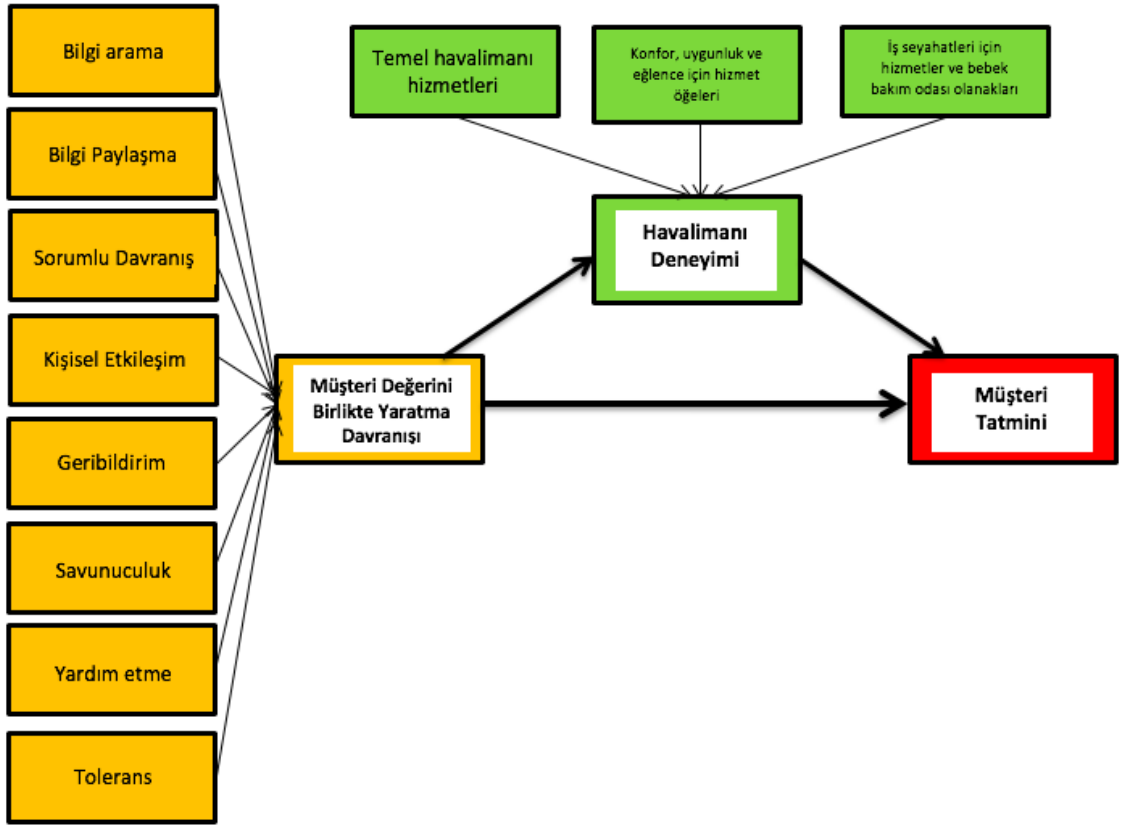 Bilgi arama
Bilgi Paylaşma
Sorumlu Davranış
Kişisel Etkileşim
Geribildirim
Savunuculuk
Yardım etme
Tolerans
Müşteri Değerini
Birlikte Yaratma
Davranışı
Temel havalimanı
hizmetleri
Konfor, uygunluk ve
eğlence için hizmet
öğeleri
İş seyahatleri için
hizmetler ve bebek
bakım odası olanakları
Havalimanı
Deneyimi
Müşteri
Tatmini